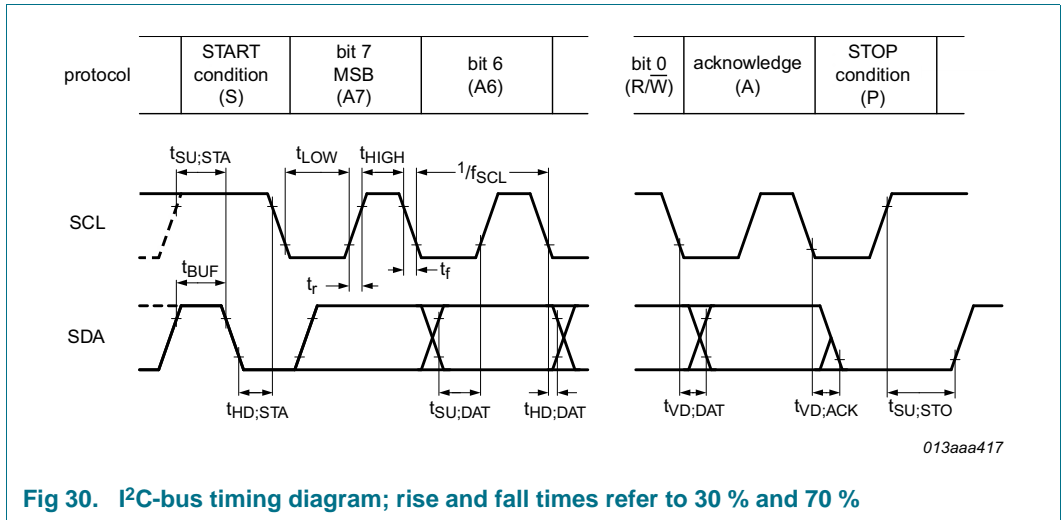 protocol
START condition (S)
bit 7 MSB (A7)
bit 6 (A6)
bit 0 (R/W̅)
acknowledge (A)
STOP condition (P)
tSU;STA
tLOW
tHIGH
1/fSCL
SCL
tBUF
tr
tf
SDA
tHD;STA
tSU;DAT
tHD;DAT
tVD;DAT
tVD;ACK
tSU;STO
013aaa417
Fig 30. I²C-bus timing diagram; rise and fall times refer to 30 % and 70 %